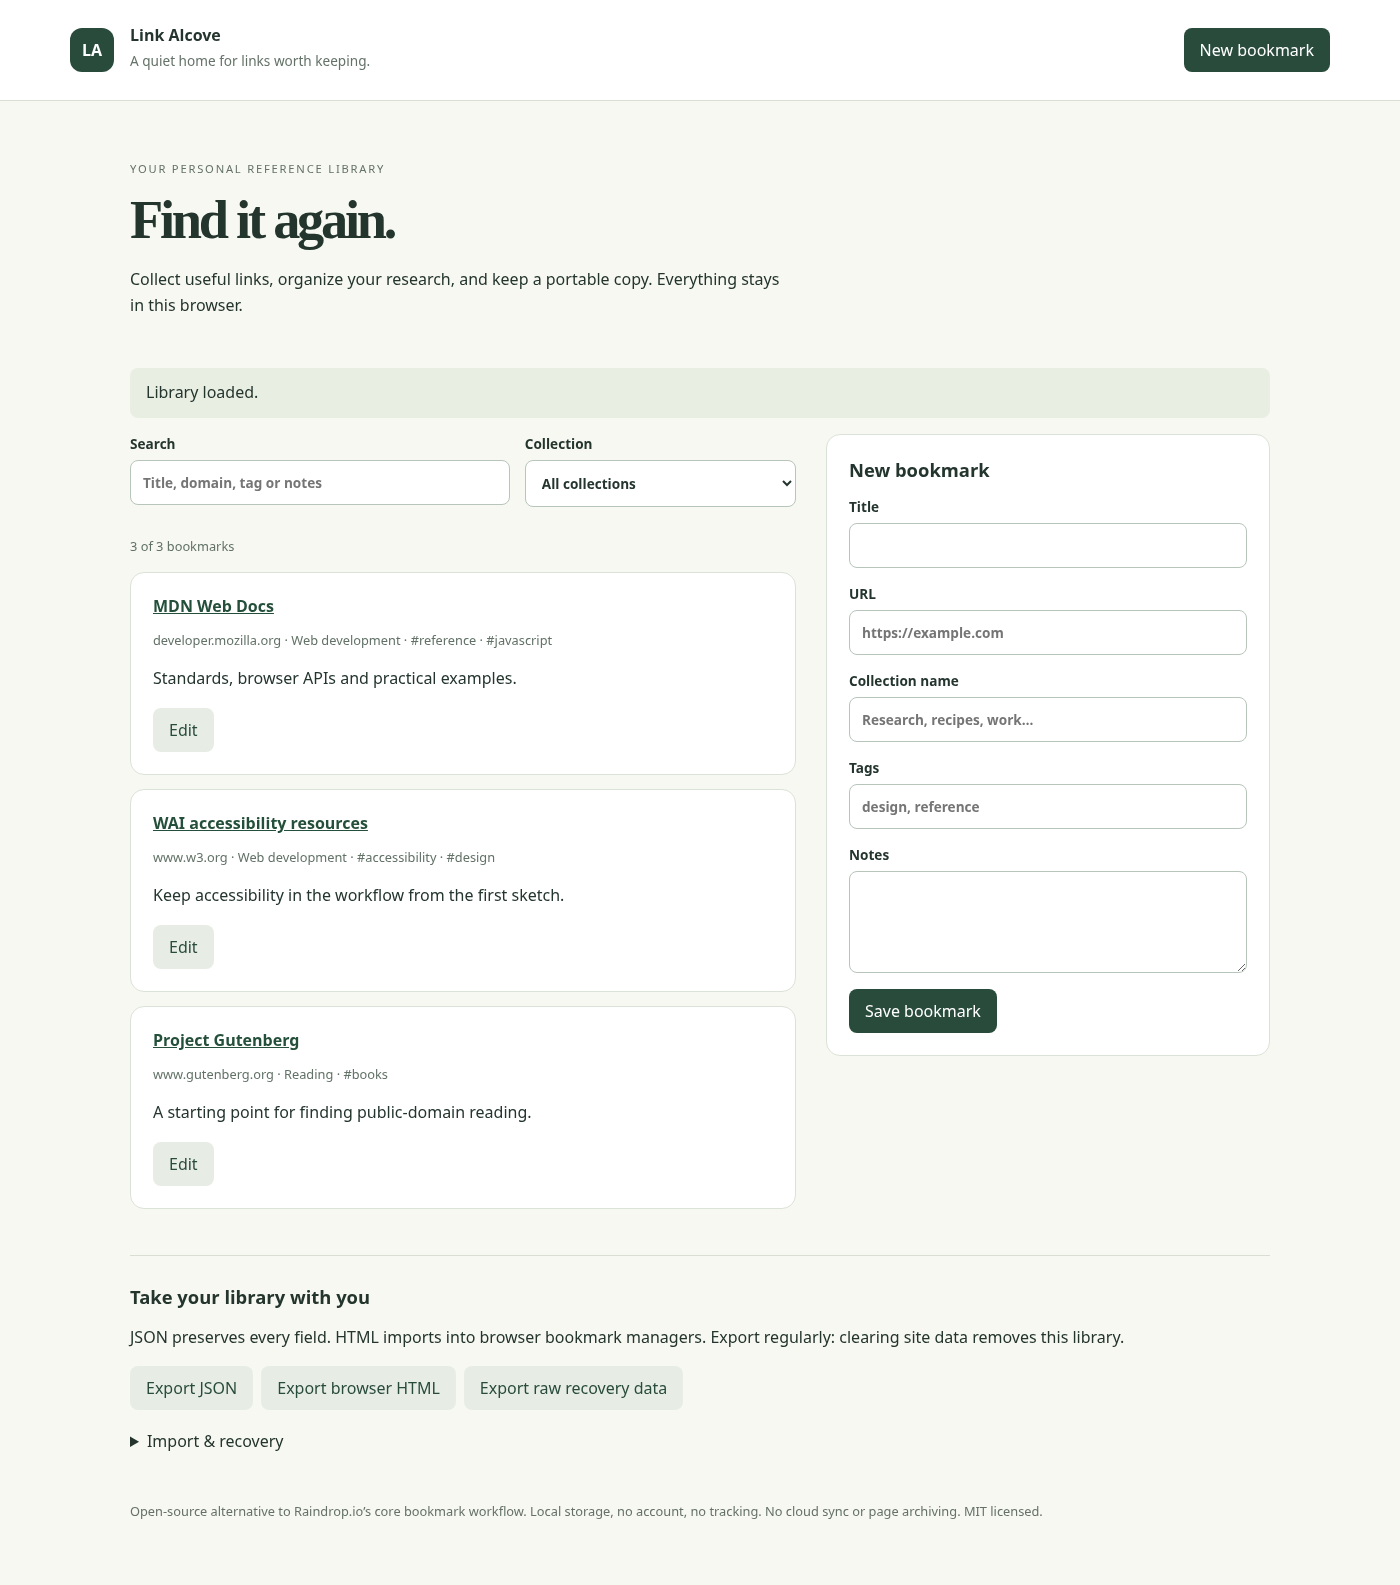 LA
Link Alcove
A quiet home for links worth keeping.
New bookmark
YOUR PERSONAL REFERENCE LIBRARY
Find it again.
Collect useful links, organize your research, and keep a portable copy. Everything stays
in this browser.
Library loaded.
Search
Title, domain, tag or notes
Collection
All collections
3 of 3 bookmarks
MDN Web Docs
developer.mozilla.org · Web development · #reference · #javascript
Standards, browser APIs and practical examples.
Edit
WAI accessibility resources
www.w3.org · Web development · #accessibility · #design
Keep accessibility in the workflow from the first sketch.
Edit
Project Gutenberg
www.gutenberg.org · Reading · #books
A starting point for finding public-domain reading.
Edit
New bookmark
Title
URL
https://example.com
Collection name
Research, recipes, work…
Tags
design, reference
Notes
Save bookmark
Take your library with you
JSON preserves every field. HTML imports into browser bookmark managers. Export regularly: clearing site data removes this library.
Export JSON
Export browser HTML
Export raw recovery data
Import & recovery
Open-source alternative to Raindrop.io’s core bookmark workflow. Local storage, no account, no tracking. No cloud sync or page archiving. MIT licensed.